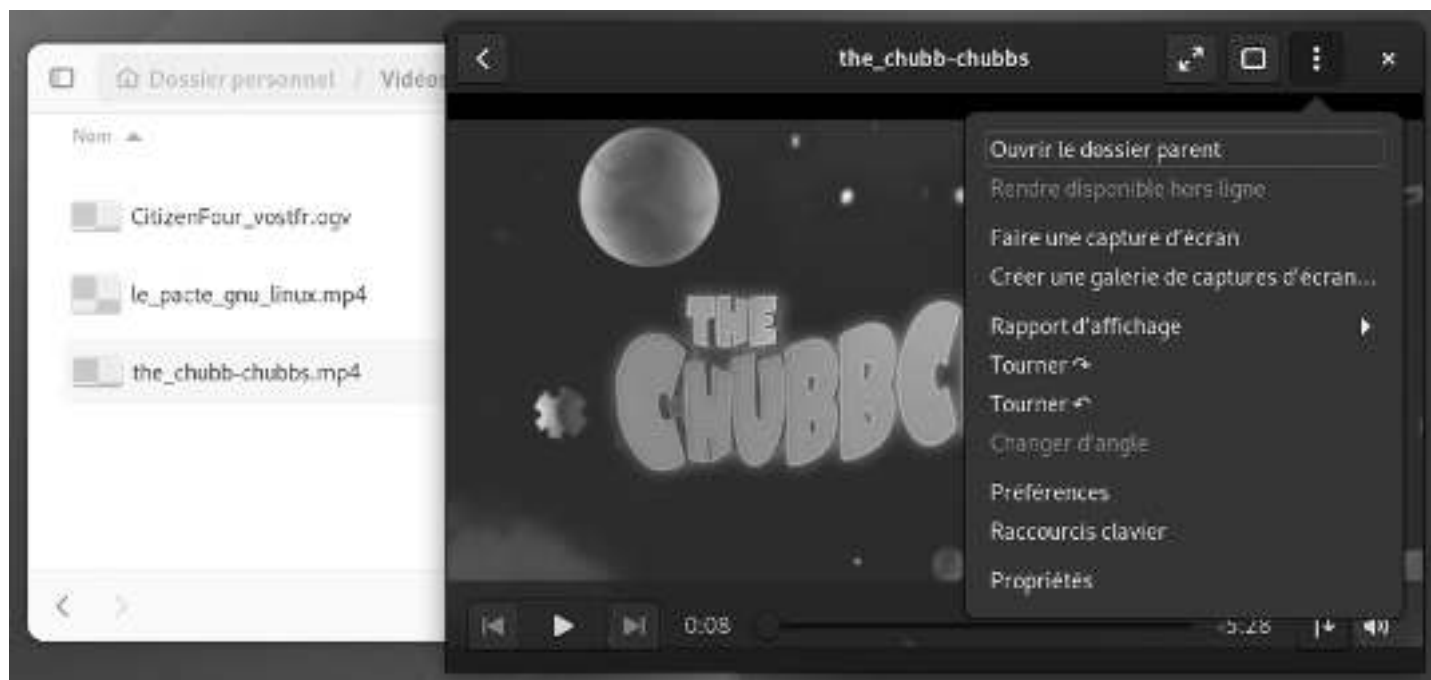 Dossier personnel / Vidéos
Nom
CitizenFour_vostfr.ogv
le_pacte_gnu_linux.mp4
the_chubb-chubbs.mp4
the_chubb-chubbs
THE
CHUBBC
Ouvrir le dossier parent
Rendre disponible hors ligne
Faire une capture d'écran
Créer une galerie de captures d'écran...
Rapport d'affichage
Tourner ↷
Tourner ↶
Changer d'angle
Préférences
Raccourcis clavier
Propriétés
0:08
-5:28